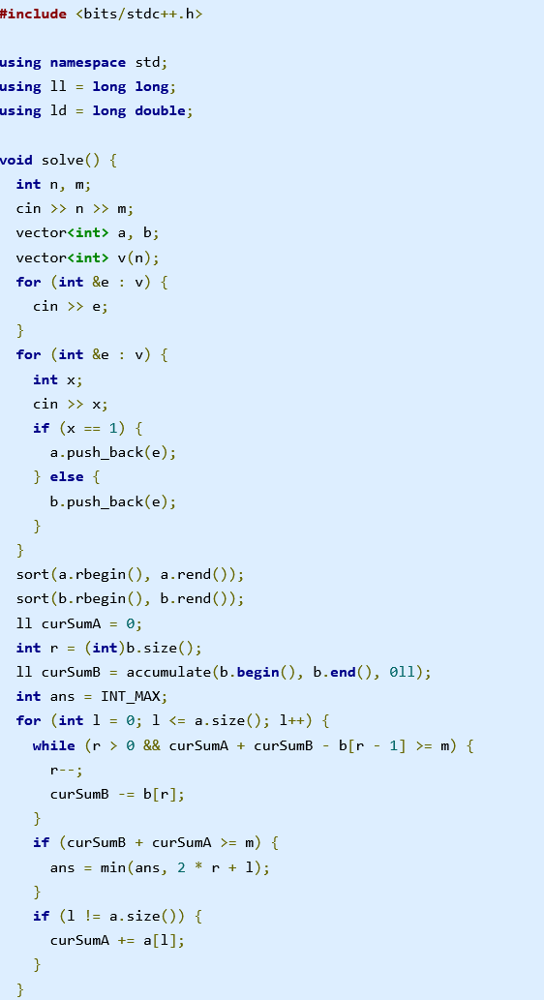 #include <bits/stdc++.h>
using namespace std;
using ll = long long;
using ld = long double;
void solve() {
  int n, m;
  cin >> n >> m;
  vector<int> a, b;
  vector<int> v(n);
  for (int &e : v) {
    cin >> e;
  }
  for (int &e : v) {
    int x;
    cin >> x;
    if (x == 1) {
      a.push_back(e);
    } else {
      b.push_back(e);
    }
  }
  sort(a.rbegin(), a.rend());
  sort(b.rbegin(), b.rend());
  ll curSumA = 0;
  int r = (int)b.size();
  ll curSumB = accumulate(b.begin(), b.end(), 0ll);
  int ans = INT_MAX;
  for (int l = 0; l <= a.size(); l++) {
    while (r > 0 && curSumA + curSumB - b[r - 1] >= m) {
      r--;
      curSumB -= b[r];
    }
    if (curSumB + curSumA >= m) {
      ans = min(ans, 2 * r + l);
    }
    if (l != a.size()) {
      curSumA += a[l];
    }
  }